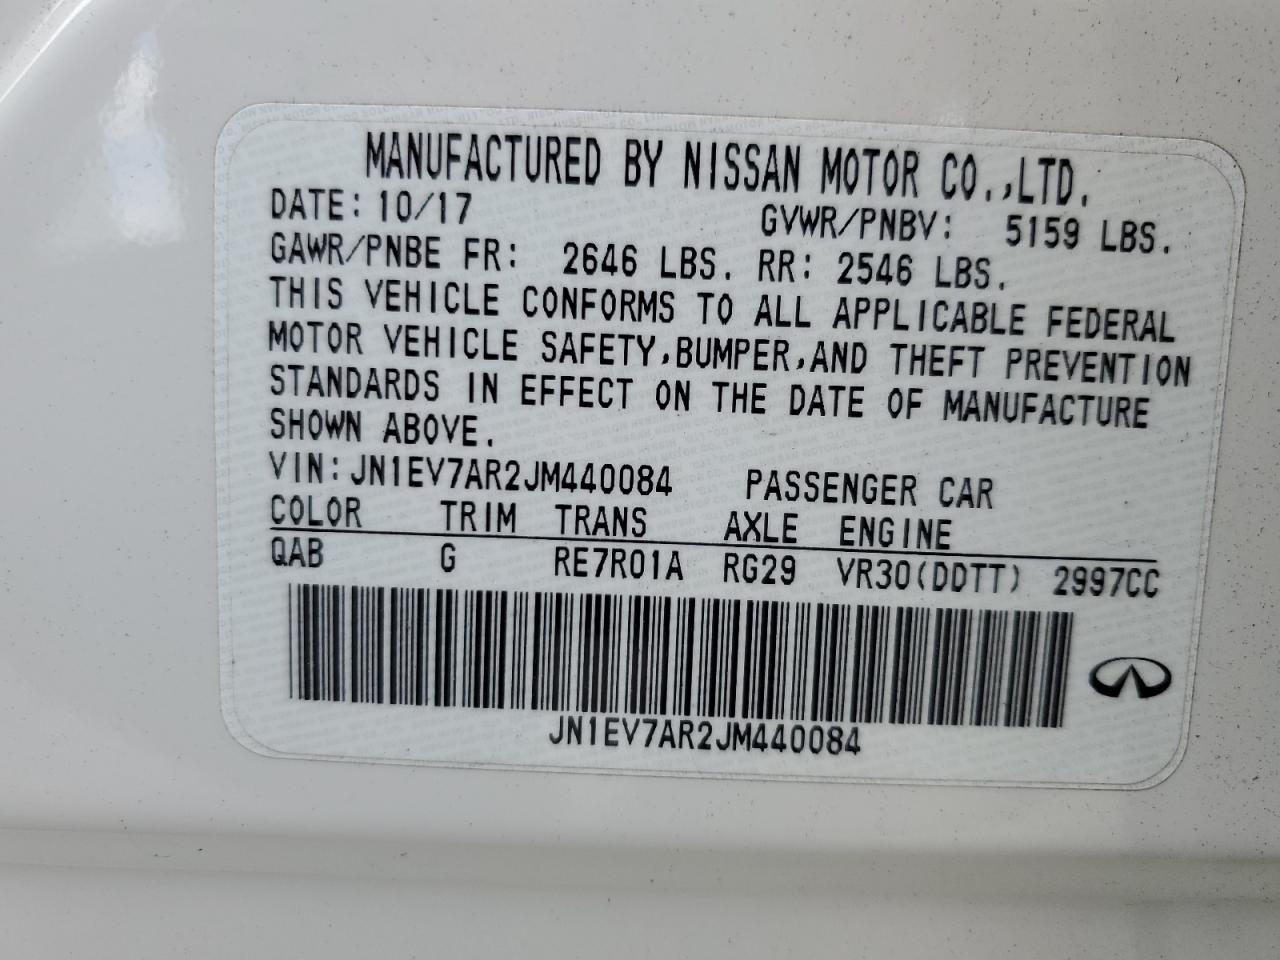 MANUFACTURED BY NISSAN MOTOR CO.,LTD.
DATE: 10/17 GVWR/PNBV: 5159 LBS.
GAWR/PNBE FR: 2646 LBS. RR: 2546 LBS.
THIS VEHICLE CONFORMS TO ALL APPLICABLE FEDERAL
MOTOR VEHICLE SAFETY,BUMPER,AND THEFT PREVENTION
STANDARDS IN EFFECT ON THE DATE OF MANUFACTURE
SHOWN ABOVE.
VIN:JN1EV7AR2JM440084 PASSENGER CAR
COLOR TRIM TRANS AXLE ENGINE
QAB G RE7R01A RG29 VR30(DDTT) 2997CC
JN1EV7AR2JM440084